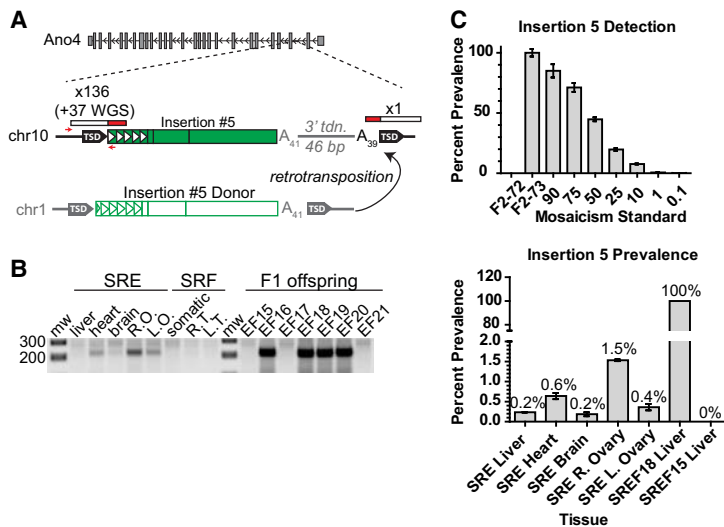 A
Ano4
x136
(+37 WGS)
x1
Insertion #5
3' tdn.
chr10
TSD
A41
46 bp
A39
TSD
retrotransposition
Insertion #5 Donor
chr1
TSD
A41
TSD
B
SRE
SRF
F1 offspring
mw
liver
heart
brain
R.O.
L.O.
somatic
R.T.
L.T.
mw
EF15
EF16
EF17
EF18
EF19
EF20
EF21
300
200
C
Insertion 5 Detection
Percent Prevalence
100
50
0
F2-72
F2-73
90
75
50
25
10
1
0.1
Mosaicism Standard
Insertion 5 Prevalence
Percent Prevalence
120
100
80
2.0
1.5
1.0
0.5
0.0
0.2%
0.6%
0.2%
1.5%
0.4%
100%
0%
SRE Liver
SRE Heart
SRE Brain
SRE R. Ovary
SRE L. Ovary
SREF18 Liver
SREF15 Liver
Tissue